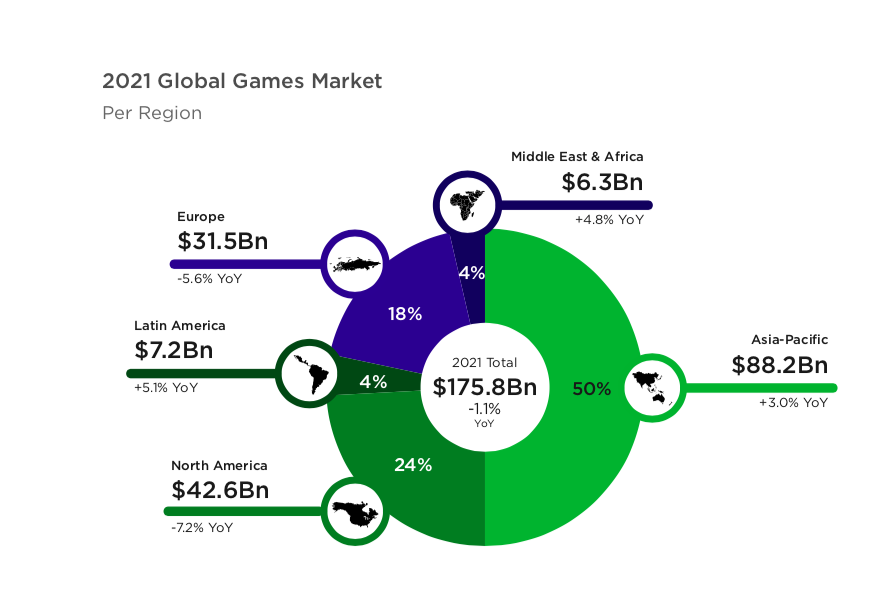 2021 Global Games Market
Per Region
Middle East & Africa
$6.3Bn
+4.8% YoY
Europe
$31.5Bn
-5.6% YoY
4%
18%
Latin America
$7.2Bn
+5.1% YoY
4%
2021 Total
$175.8Bn
-1.1%
YoY
50%
Asia-Pacific
$88.2Bn
+3.0% YoY
24%
North America
$42.6Bn
-7.2% YoY